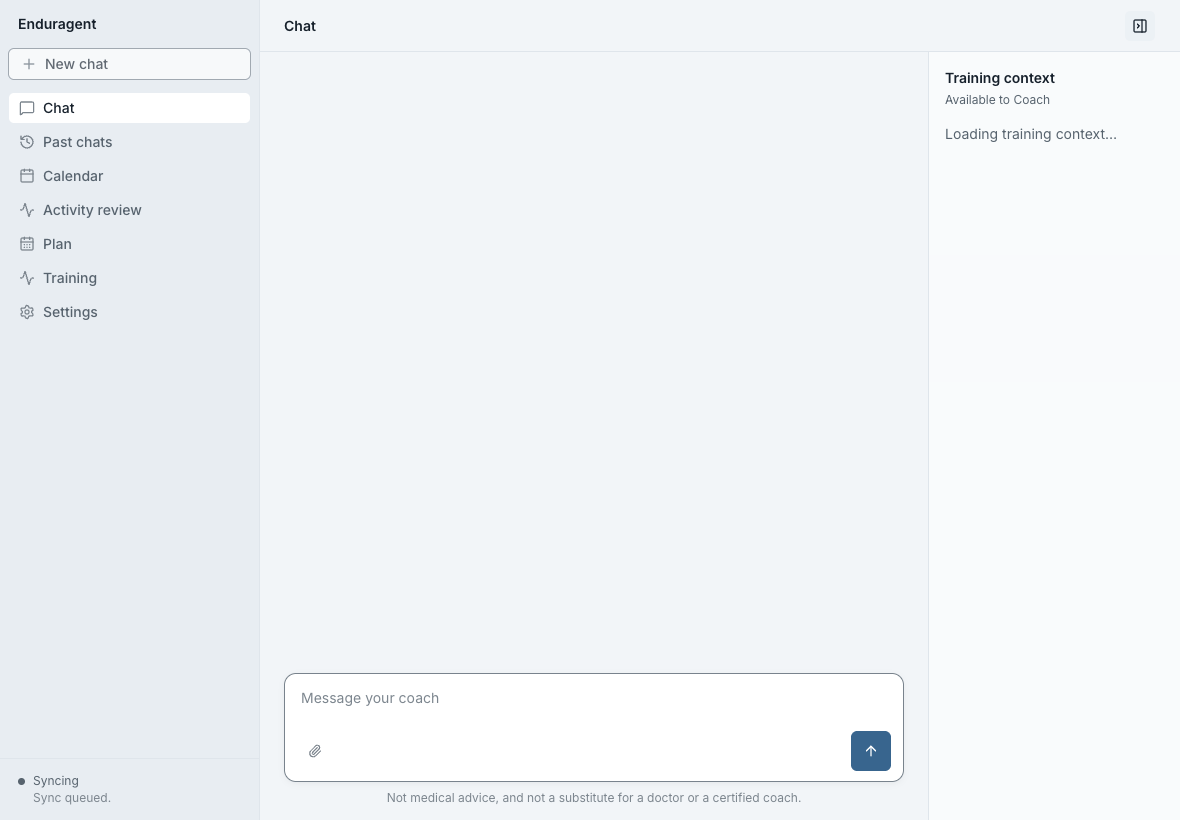 Enduragent
New chat
Chat
Past chats
Calendar
Activity review
Plan
Training
Settings
Syncing
Sync queued.
Chat
Message your coach
Not medical advice, and not a substitute for a doctor or a certified coach.
Training context
Available to Coach
Loading training context...